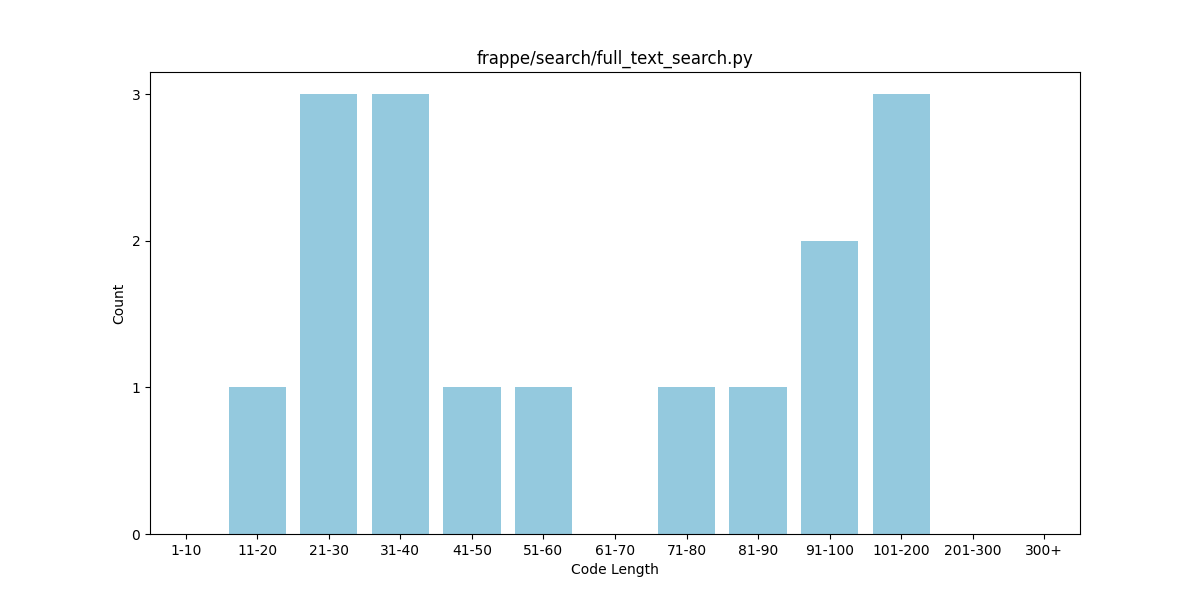 frappe/search/full_text_search.py
3
2
1
0
Count
1-10 11-20 21-30 31-40 41-50 51-60 61-70 71-80 81-90 91-100 101-200 201-300 300+
Code Length